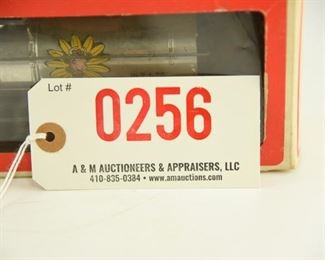 Lot #
0256
A & M AUCTIONEERS & APPRAISERS, LLC
410-835-0384 • www.amauctions.com